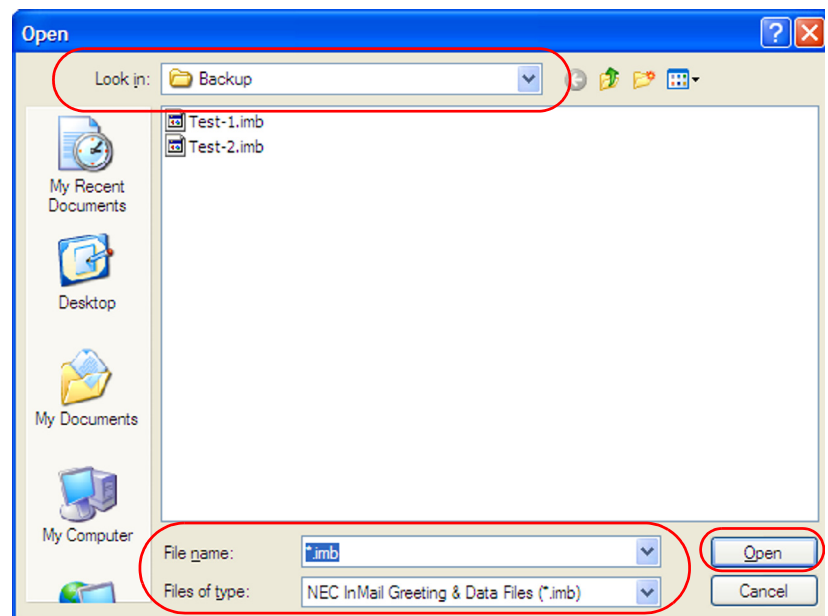 Open
Look in: Backup
Test-1.imb
Test-2.imb
My Recent
Documents
Desktop
My Documents
My Computer
File name: *.imb
Open
Files of type: NEC InMail Greeting & Data Files (*.imb)
Cancel